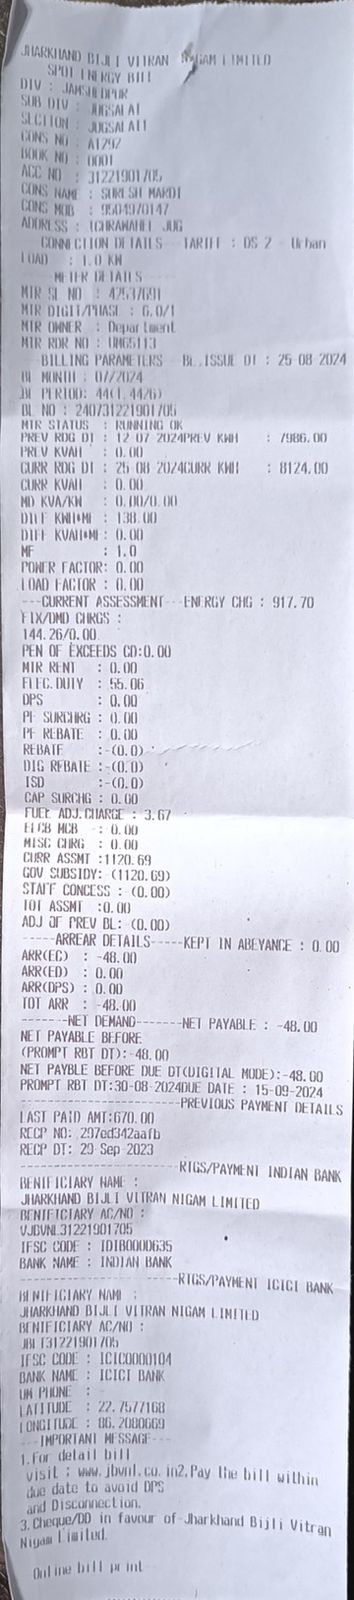 JHARKHAND BIJLI VITRAN NIGAM LIMITED
SPOT ENERGY BILL
DIV : JAMSHEDPUR
SUB DIV : JUGSALAI
SECTION : JUGSALAI1
CONS NO : A1292
BOOK NO : 0001
ACC NO : 31221901705
CONS NAME : SURESH MARDI
CONS MOB : 9504970147
ADDRESS : ICHRAWAHEL JUG
CONNECTION DETAILS---TARIFF : DS 2 - Urban
LOAD : 1.0 KW
----METER DETAILS----
MTR SL NO : 42537691
MTR DIGIT/PHASE : 6.0/1
MTR OWNER : Department
MTR RDR NO : UM65113
---BILLING PARAMETERS---BL.ISSUE DT : 25-08-2024
BL MONTH : 07/2024
BL PERIOD: 44(1.4426)
BL NO : 240731221901705
MTR STATUS : RUNNING OK
PREV RDG DT : 12-07-2024PREV KWH : 7986.00
PREV KVAH : 0.00
CURR RDG DT : 25-08-2024CURR KWH : 8124.00
CURR KVAH : 0.00
MD KVA/KW : 0.00/0.00
DIFF KWH*MF : 138.00
DIFF KVAH*MF: 0.00
MF : 1.0
POWER FACTOR: 0.00
LOAD FACTOR : 0.00
---CURRENT ASSESSMENT---ENERGY CHG : 917.70
FIX/DMD CHRGS :
144.26/0.00
PEN OF EXCEEDS CD:0.00
MTR RENT : 0.00
ELEC.DUTY : 55.06
DPS : 0.00
PF SURCHRG : 0.00
PF REBATE : 0.00
REBATE :-(0.0)
DIG REBATE :-(0.0)
ISD :-(0.0)
CAP SURCHG : 0.00
FUEL ADJ.CHARGE : 3.67
ELCB MCB : 0.00
MISC CHRG : 0.00
CURR ASSMT :1120.69
GOV SUBSIDY: (1120.69)
STAFF CONCESS : (0.00)
TOT ASSMT :0.00
ADJ OF PREV BL: (0.00)
-----ARREAR DETAILS-----KEPT IN ABEYANCE : 0.00
ARR(EC) : -48.00
ARR(ED) : 0.00
ARR(DPS) : 0.00
TOT ARR : -48.00
-------NET DEMAND-------NET PAYABLE : -48.00
NET PAYABLE BEFORE
(PROMPT RBT DT):-48.00
NET PAYBLE BEFORE DUE DT(DIGITAL MODE):-48.00
PROMPT RBT DT:30-08-2024DUE DATE : 15-09-2024
------------------------PREVIOUS PAYMENT DETAILS
LAST PAID AMT:670.00
RECP NO: 297ed342aafb
RECP DT: 29 Sep 2023
------------------------RTGS/PAYMENT INDIAN BANK
BENIFICIARY NAME :
JHARKHAND BIJLI VITRAN NIGAM LIMITED
BENIFICIARY AC/NO :
VJBVNL31221901705
IFSC CODE : IDIB000D635
BANK NAME : INDIAN BANK
------------------------RTGS/PAYMENT ICICI BANK
BENIFICIARY NAME :
JHARKHAND BIJLI VITRAN NIGAM LIMITED
BENIFICIARY AC/NO :
JBLT31221901705
IFSC CODE : ICIC0000104
BANK NAME : ICICI BANK
UM PHONE : -
LATITUDE : 22.7577168
LONGITUDE : 86.2080669
---IMPORTANT MESSAGE---
1.For detail bill
visit : www.jbvnl.co.in2.Pay the bill within
due date to avoid DPS
and Disconnection.
3.Cheque/DD in favour of-Jharkhand Bijli Vitran
Nigam Limited.
Online bill print